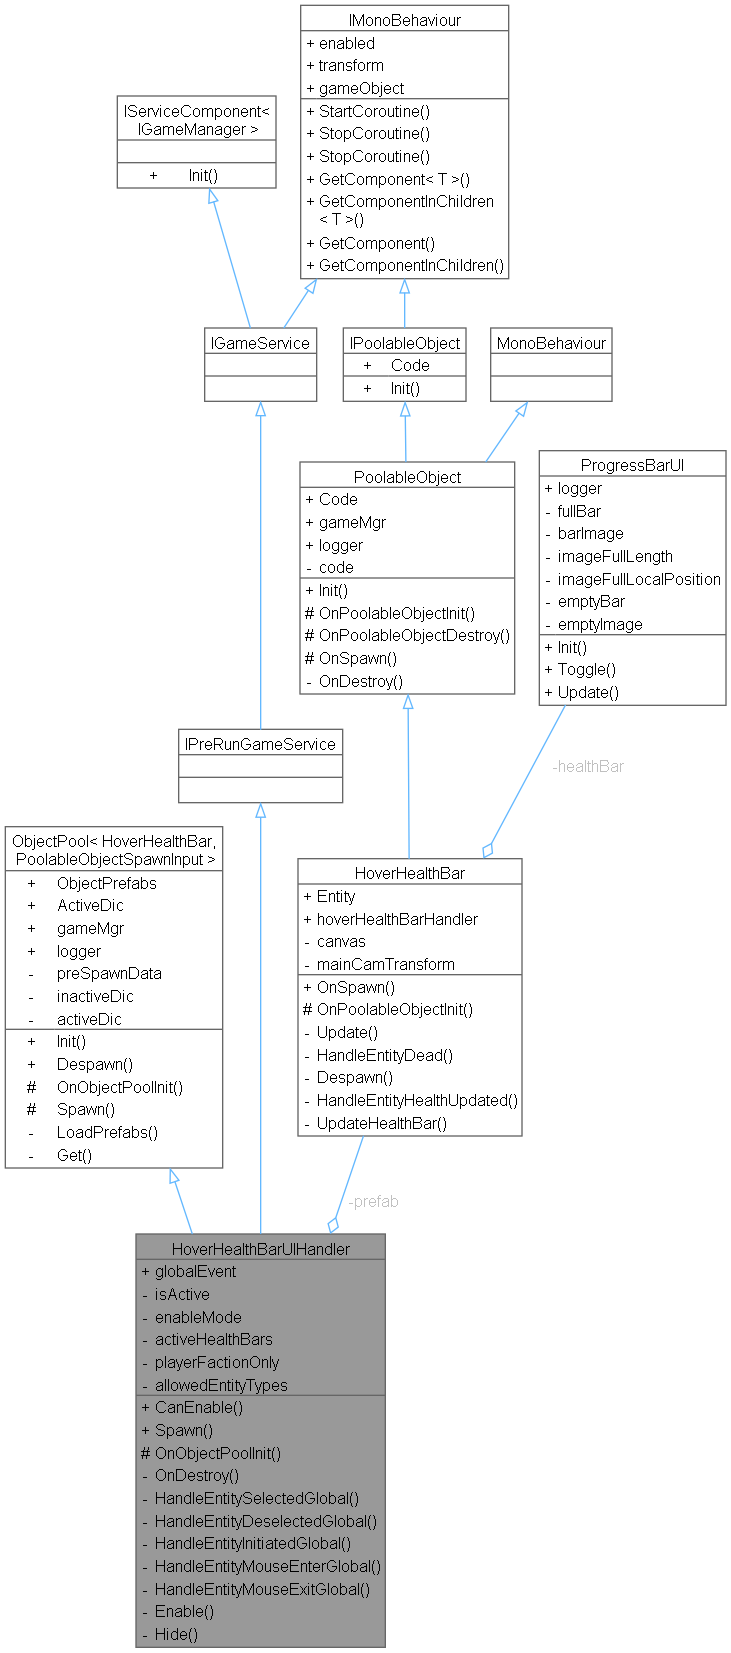 IMonoBehaviour
+ enabled
+ transform
+ gameObject
+ StartCoroutine()
+ StopCoroutine()
+ StopCoroutine()
+ GetComponent< T >()
+ GetComponentInChildren
< T >()
+ GetComponent()
+ GetComponentInChildren()
IServiceComponent<
IGameManager >
+ Init()
IGameService
IPoolableObject
+ Code
+ Init()
MonoBehaviour
PoolableObject
+ Code
+ gameMgr
+ logger
- code
+ Init()
# OnPoolableObjectInit()
# OnPoolableObjectDestroy()
# OnSpawn()
- OnDestroy()
ProgressBarUI
+ logger
- fullBar
- barImage
- imageFullLength
- imageFullLocalPosition
- emptyBar
- emptyImage
+ Init()
+ Toggle()
+ Update()
IPreRunGameService
-healthBar
ObjectPool< HoverHealthBar,
PoolableObjectSpawnInput >
+ ObjectPrefabs
+ ActiveDic
+ gameMgr
+ logger
- preSpawnData
- inactiveDic
- activeDic
+ Init()
+ Despawn()
# OnObjectPoolInit()
# Spawn()
- LoadPrefabs()
- Get()
HoverHealthBar
+ Entity
+ hoverHealthBarHandler
- canvas
- mainCamTransform
+ OnSpawn()
# OnPoolableObjectInit()
- Update()
- HandleEntityDead()
- Despawn()
- HandleEntityHealthUpdated()
- UpdateHealthBar()
-prefab
HoverHealthBarUIHandler
+ globalEvent
- isActive
- enableMode
- activeHealthBars
- playerFactionOnly
- allowedEntityTypes
+ CanEnable()
+ Spawn()
# OnObjectPoolInit()
- OnDestroy()
- HandleEntitySelectedGlobal()
- HandleEntityDeselectedGlobal()
- HandleEntityInitiatedGlobal()
- HandleEntityMouseEnterGlobal()
- HandleEntityMouseExitGlobal()
- Enable()
- Hide()